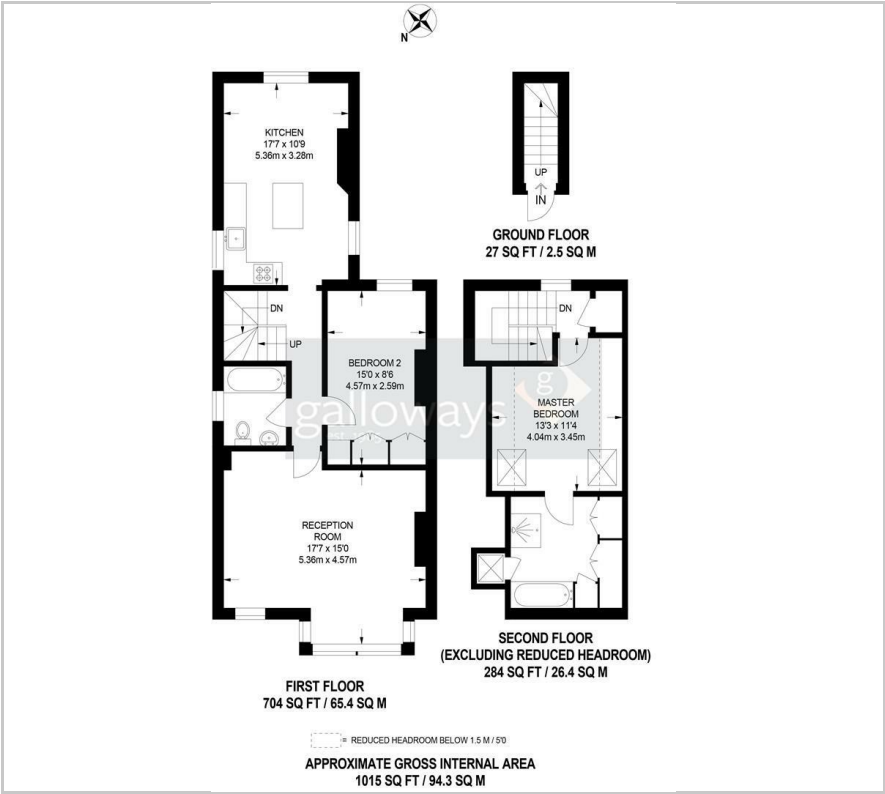 N
KITCHEN
17'7 x 10'9
5.36m x 3.28m
UP
IN
GROUND FLOOR
27 SQ FT / 2.5 SQ M
DN
UP
BEDROOM 2
15'0 x 8'6
4.57m x 2.59m
DN
g
galloways
MASTER
BEDROOM
13'3 x 11'4
4.04m x 3.45m
RECEPTION
ROOM
17'7 x 15'0
5.36m x 4.57m
SECOND FLOOR
(EXCLUDING REDUCED HEADROOM)
284 SQ FT / 26.4 SQ M
FIRST FLOOR
704 SQ FT / 65.4 SQ M
= REDUCED HEADROOM BELOW 1.5 M / 5'0
APPROXIMATE GROSS INTERNAL AREA
1015 SQ FT / 94.3 SQ M